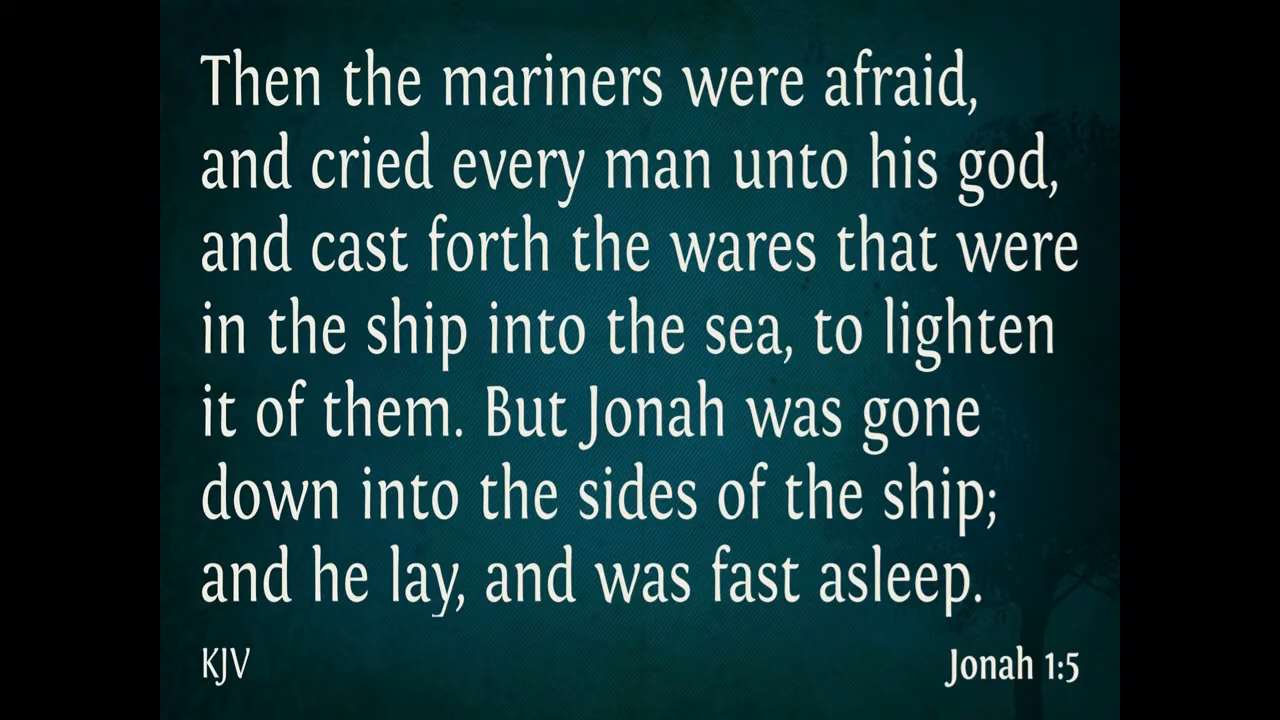 Then the mariners were afraid,
and cried every man unto his god,
and cast forth the wares that were
in the ship into the sea, to lighten
it of them. But Jonah was gone
down into the sides of the ship;
and he lay, and was fast asleep.
KJV
Jonah 1:5